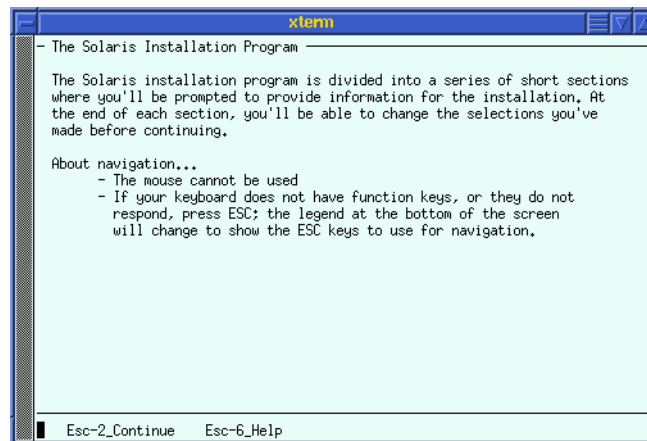 xterm
The Solaris Installation Program
The Solaris installation program is divided into a series of short sections
where you'll be prompted to provide information for the installation. At
the end of each section, you'll be able to change the selections you've
made before continuing.
About navigation...
- The mouse cannot be used
- If your keyboard does not have function keys, or they do not
respond, press ESC; the legend at the bottom of the screen
will change to show the ESC keys to use for navigation.
Esc-2_Continue Esc-6_Help